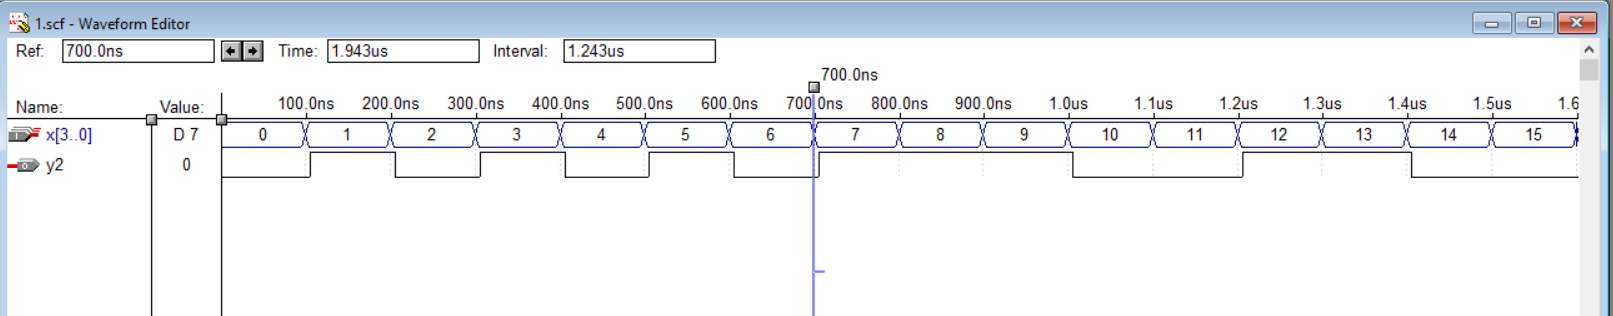 1.scf - Waveform Editor
Ref: 700.0ns Time: 1.943us Interval: 1.243us
700.0ns
Name: Value: 100.0ns 200.0ns 300.0ns 400.0ns 500.0ns 600.0ns 700.0ns 800.0ns 900.0ns 1.0us 1.1us 1.2us 1.3us 1.4us 1.5us 1.6
x[3..0] D 7 0 1 2 3 4 5 6 7 8 9 10 11 12 13 14 15
y2 0